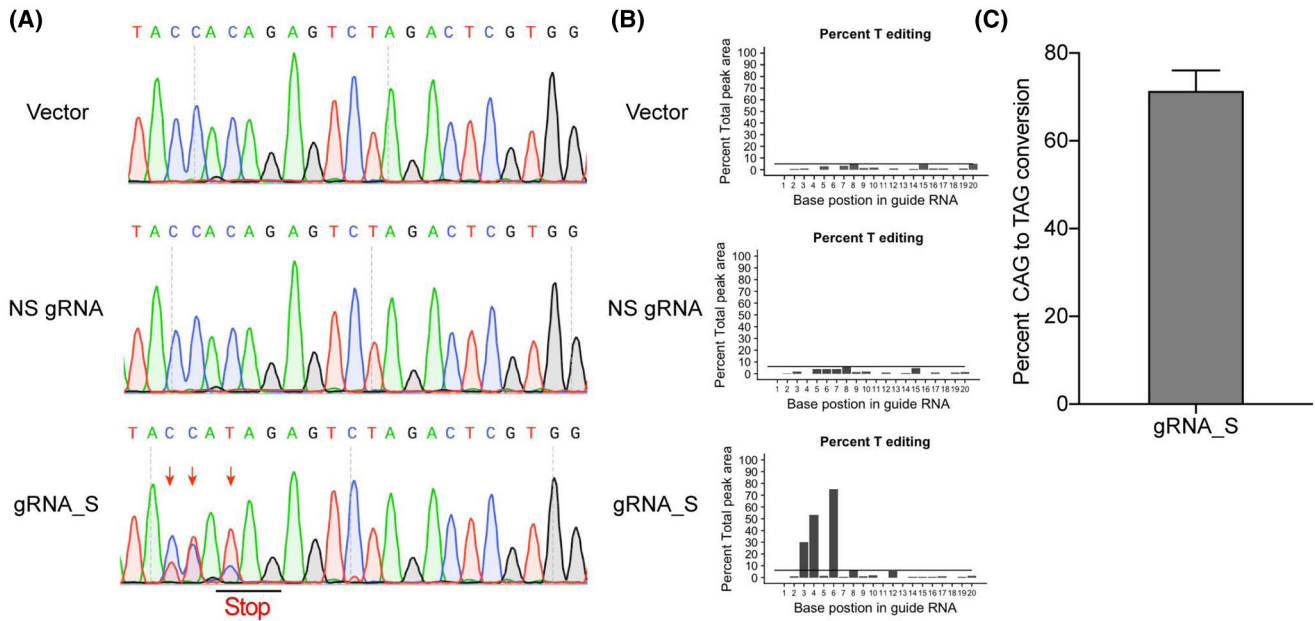 (A)
T A C C A C A G A G T C T A G A C T C G T G G
Vector
T A C C A C A G A G T C T A G A C T C G T G G
NS gRNA
T A C C A T A G A G T C T A G A C T C G T G G
gRNA_S
Stop
(B)
Percent T editing
Vector
Percent Total peak area
100
90
80
70
60
50
40
30
20
10
0
1 2 3 4 5 6 7 8 9 10 11 12 13 14 15 16 17 18 19 20
Base postion in guide RNA
Percent T editing
NS gRNA
Percent Total peak area
100
90
80
70
60
50
40
30
20
10
0
1 2 3 4 5 6 7 8 9 10 11 12 13 14 15 16 17 18 19 20
Base postion in guide RNA
Percent T editing
gRNA_S
Percent Total peak area
100
90
80
70
60
50
40
30
20
10
0
1 2 3 4 5 6 7 8 9 10 11 12 13 14 15 16 17 18 19 20
Base postion in guide RNA
(C)
Percent CAG to TAG conversion
80
60
40
20
0
gRNA_S